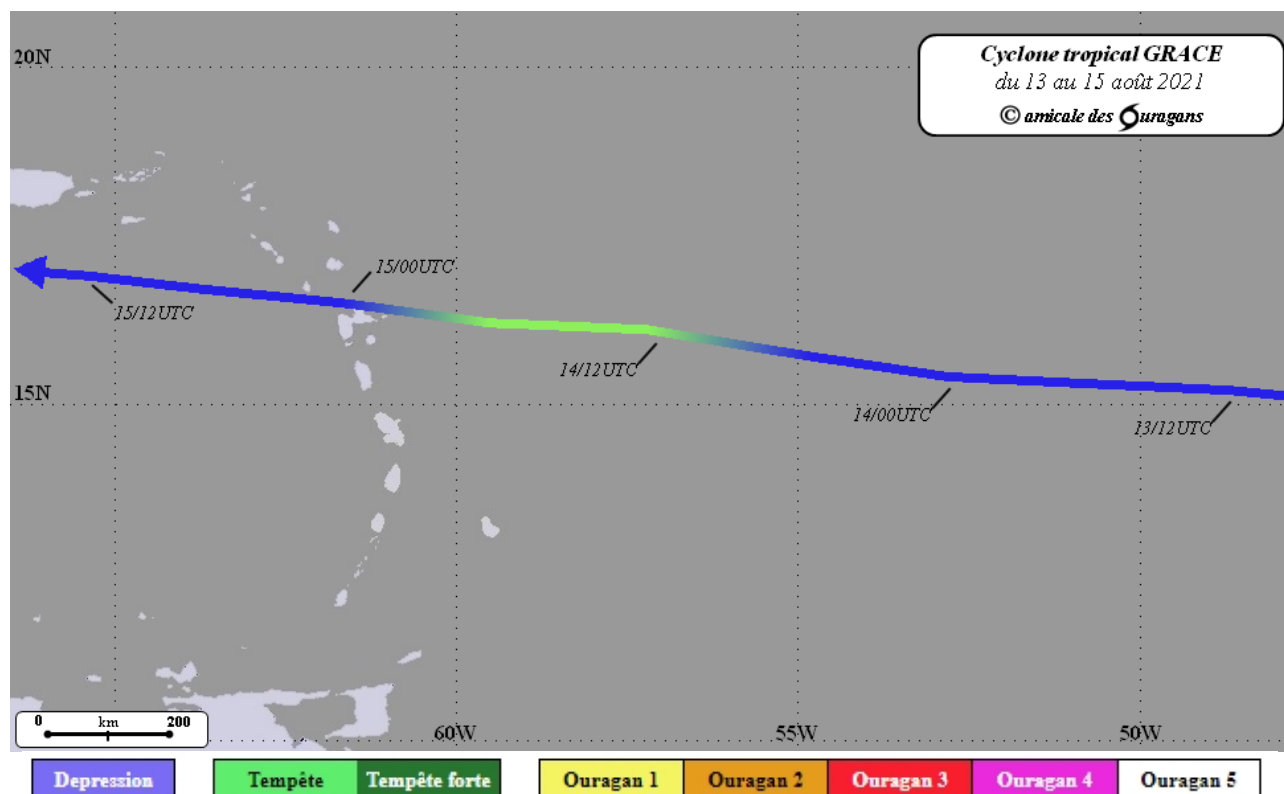 20N
Cyclone tropical GRACE
du 13 au 15 août 2021
© amicale des Ouragans
15/00UTC
15/12UTC
14/12UTC
15N
14/00UTC
13/12UTC
0 km 200
60W 55W 50W
Depression Tempête Tempête forte Ouragan 1 Ouragan 2 Ouragan 3 Ouragan 4 Ouragan 5